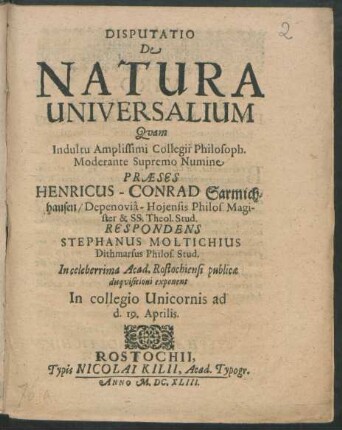 2
DISPUTATIO
De
NATURA
UNIVERSALIUM
Quam
Indultu Amplissimi Collegii Philosoph.
Moderante Supremo Numine
PRÆSES
HENRICUS-CONRAD Sarnich-
hausen/ Depenoviâ-Hojensis Philos. Magi-
ster & SS. Theol. Stud.
RESPONDENS
STEPHANUS MOLTICHIUS
Dithmarsus Philos. Stud.
In celeberrima Acad. Rostochiensi publicæ
disquisitioni exponent
In collegio Unicornis ad
d. 19. Aprilis.
ROSTOCHII,
Typis NICOLAI KILII, Acad. Typogr.
ANNO M. DC. XLIII.